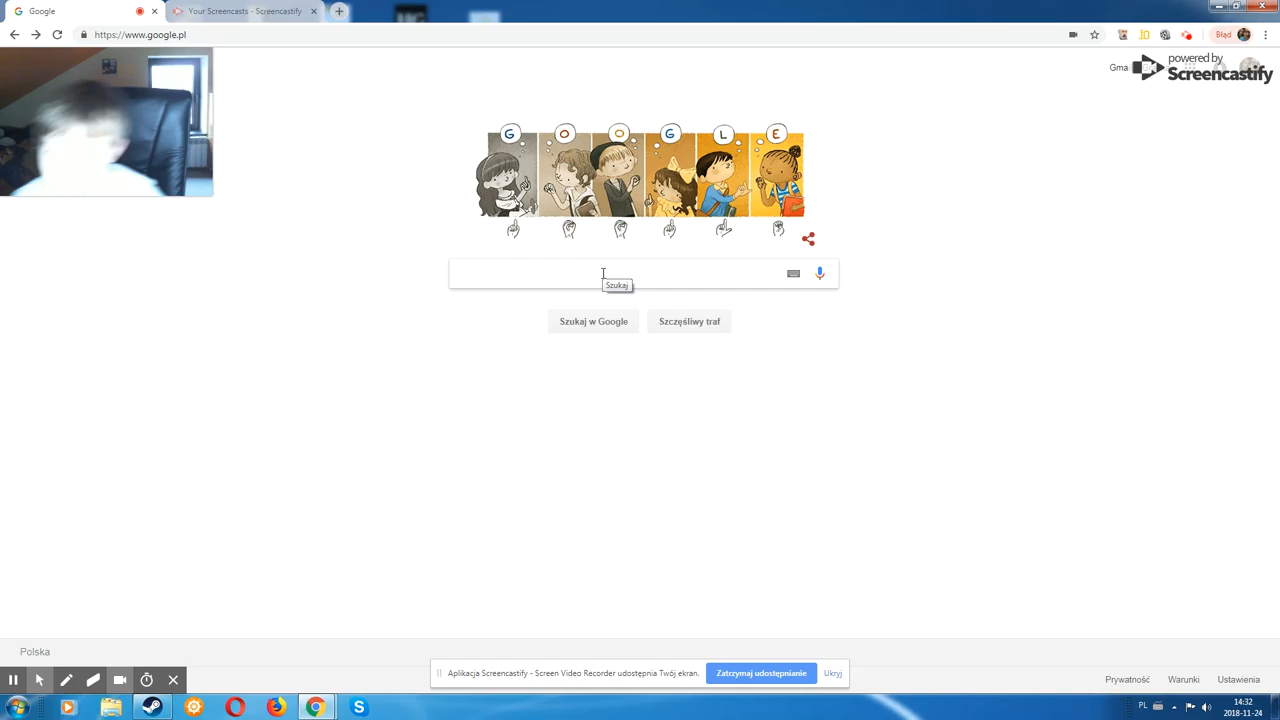 Google
Your Screencasts - Screencastify
https://www.google.pl
Błąd
Gma
powered by
Screencastify
G O O G L E
Szukaj
Szukaj w Google
Szczęśliwy traf
Polska
Aplikacja Screencastify - Screen Video Recorder udostępnia Twój ekran.
Zatrzymaj udostępnianie
Ukryj
Prywatność
Warunki
Ustawienia
PL
14:32
2018-11-24